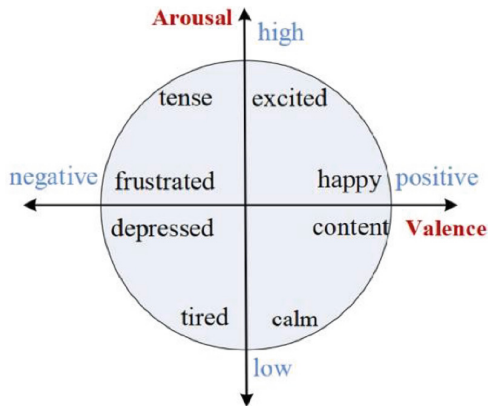 Arousal
high
tense excited
negative frustrated happy positive
depressed content Valence
tired calm
low